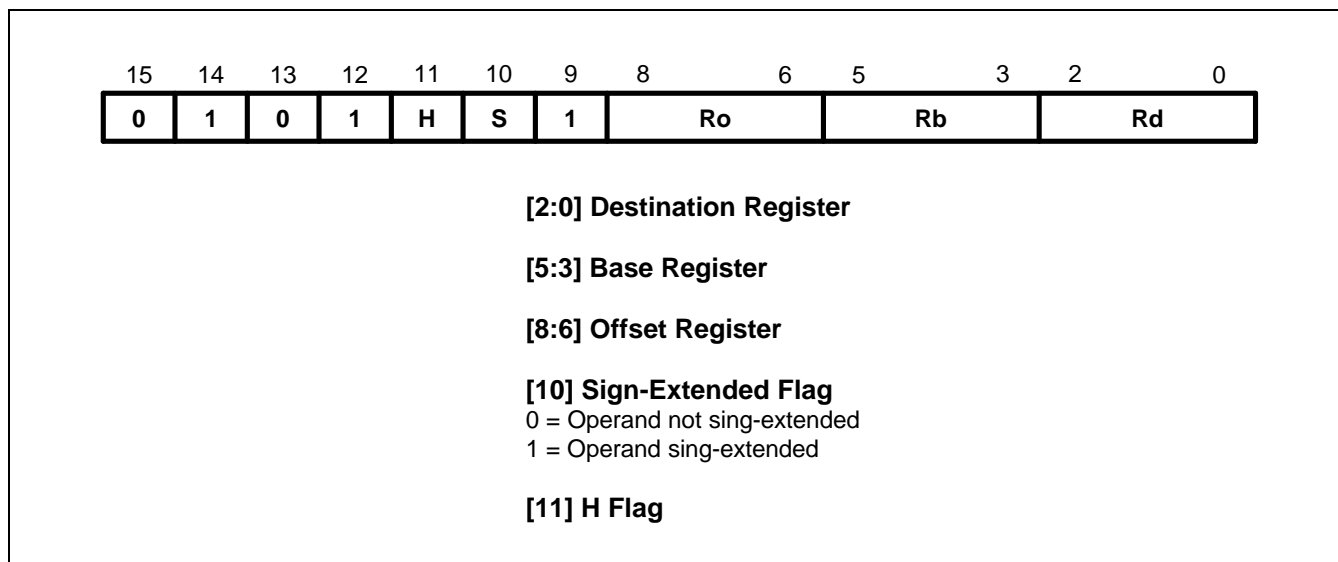 15 14 13 12 11 10 9 8 6 5 3 2 0
0 1 0 1 H S 1 Ro Rb Rd
[2:0] Destination Register
[5:3] Base Register
[8:6] Offset Register
[10] Sign-Extended Flag
0 = Operand not sing-extended
1 = Operand sing-extended
[11] H Flag